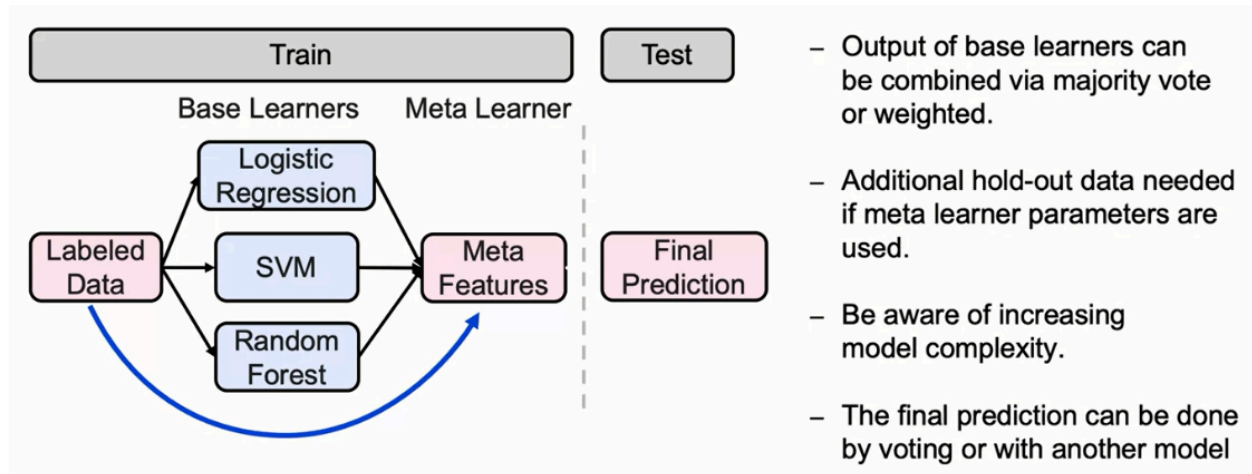 Train
Test
Base Learners
Meta Learner
Logistic
Regression
Labeled
Data
SVM
Meta
Features
Final
Prediction
Random
Forest
– Output of base learners can
be combined via majority vote
or weighted.
– Additional hold-out data needed
if meta learner parameters are
used.
– Be aware of increasing
model complexity.
– The final prediction can be done
by voting or with another model